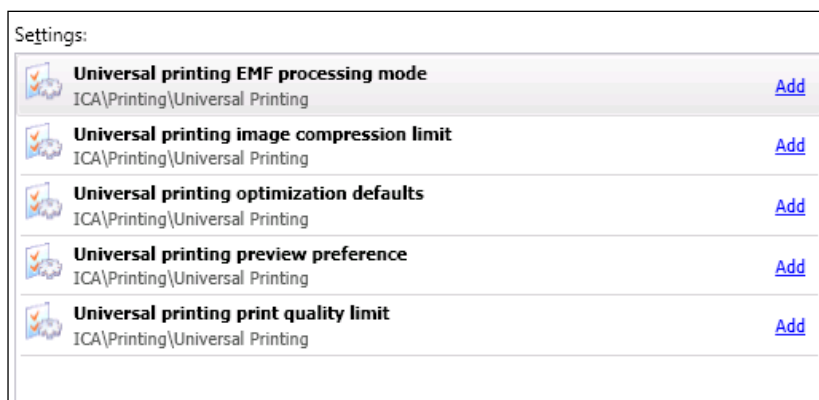 Settings:
Universal printing EMF processing mode
ICA\Printing\Universal Printing
Add
Universal printing image compression limit
ICA\Printing\Universal Printing
Add
Universal printing optimization defaults
ICA\Printing\Universal Printing
Add
Universal printing preview preference
ICA\Printing\Universal Printing
Add
Universal printing print quality limit
ICA\Printing\Universal Printing
Add